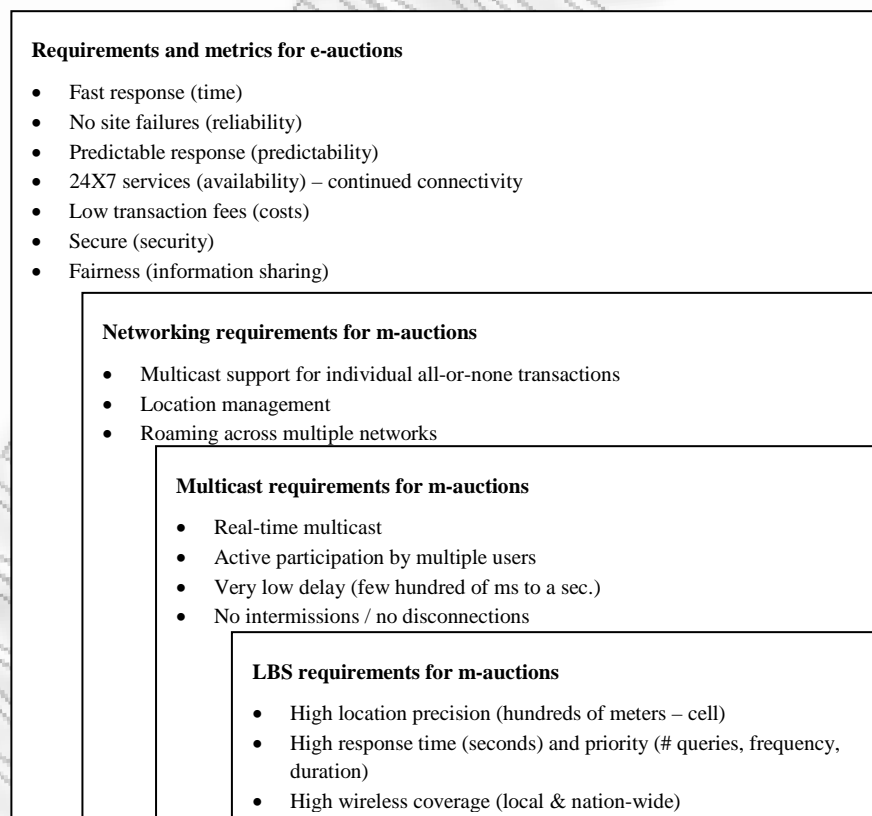 Requirements and metrics for e-auctions
• Fast response (time)
• No site failures (reliability)
• Predictable response (predictability)
• 24X7 services (availability) – continued connectivity
• Low transaction fees (costs)
• Secure (security)
• Fairness (information sharing)
Networking requirements for m-auctions
• Multicast support for individual all-or-none transactions
• Location management
• Roaming across multiple networks
Multicast requirements for m-auctions
• Real-time multicast
• Active participation by multiple users
• Very low delay (few hundred of ms to a sec.)
• No intermissions / no disconnections
LBS requirements for m-auctions
• High location precision (hundreds of meters – cell)
• High response time (seconds) and priority (# queries, frequency,
duration)
• High wireless coverage (local & nation-wide)